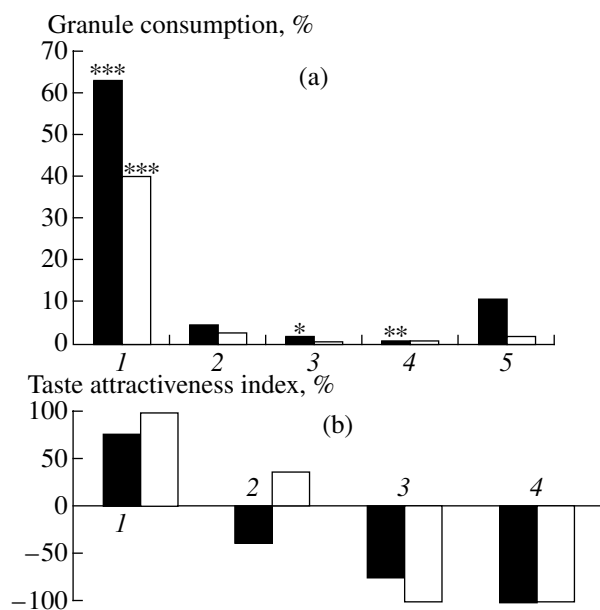 Granule consumption, %
70
(a)
60
50
40
30
20
10
0
***
***
*
**
1 2 3 4 5
Taste attractiveness index, %
100
(b)
50
0
−50
−100
1 2 3 4